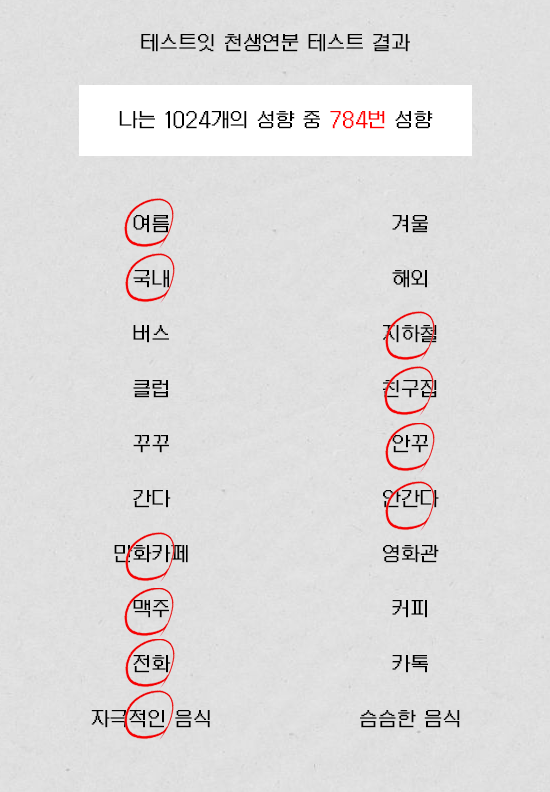 테스트잇 천생연분 테스트 결과
나는 1024개의 성향 중 784번 성향
여름 겨울
국내 해외
버스 지하철
클럽 친구집
꾸꾸 안꾸
간다 안간다
만화카페 영화관
맥주 커피
전화 카톡
자극적인 음식 슴슴한 음식